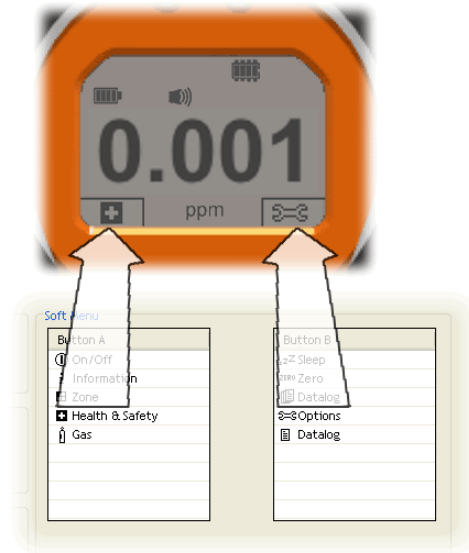 0.001
ppm
Soft Menu
Button A
Button B
On/Off
zZ Sleep
Information
ZERO Zero
Zone
Datalog
Health & Safety
Options
Gas
Datalog